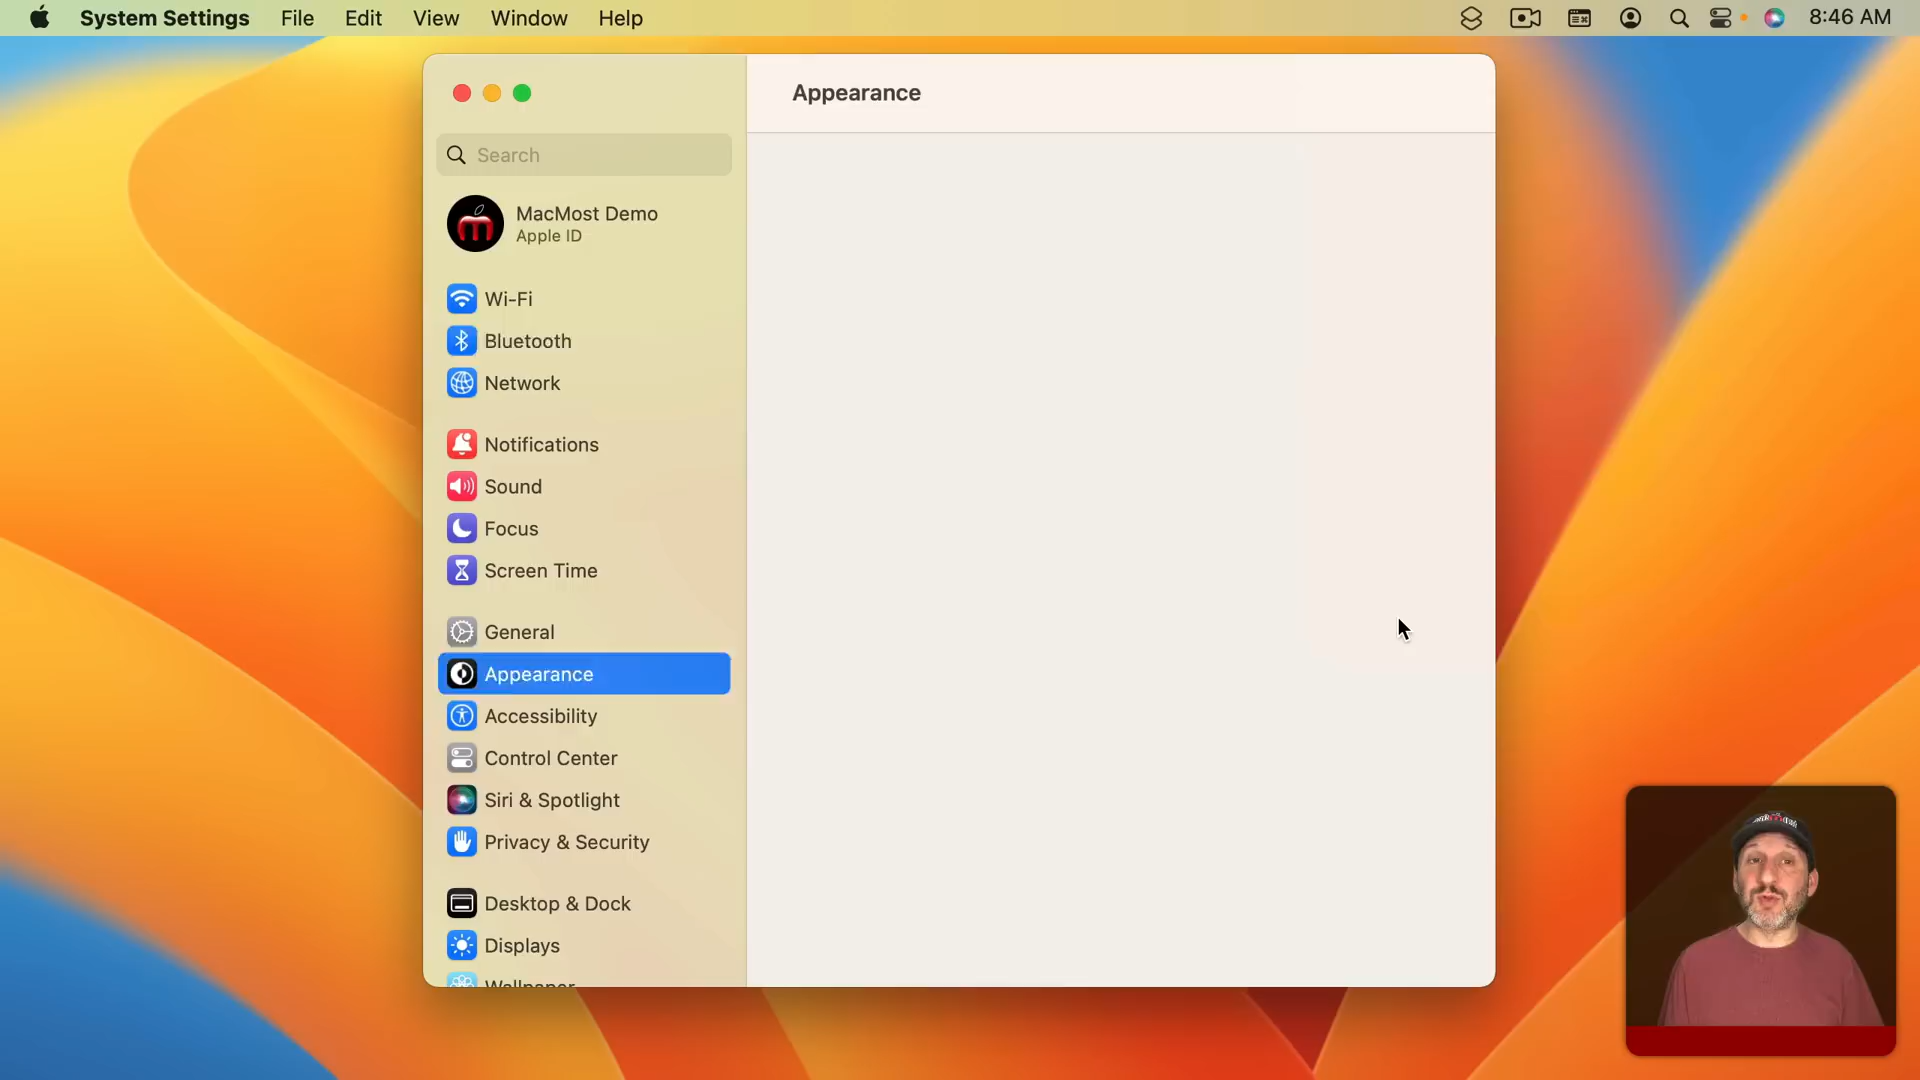 System Settings File Edit View Window Help 8:46 AM
Appearance
Search
MacMost Demo
Apple ID
Wi-Fi
Bluetooth
Network
Notifications
Sound
Focus
Screen Time
General
Appearance
Accessibility
Control Center
Siri & Spotlight
Privacy & Security
Desktop & Dock
Displays
Wallpaper